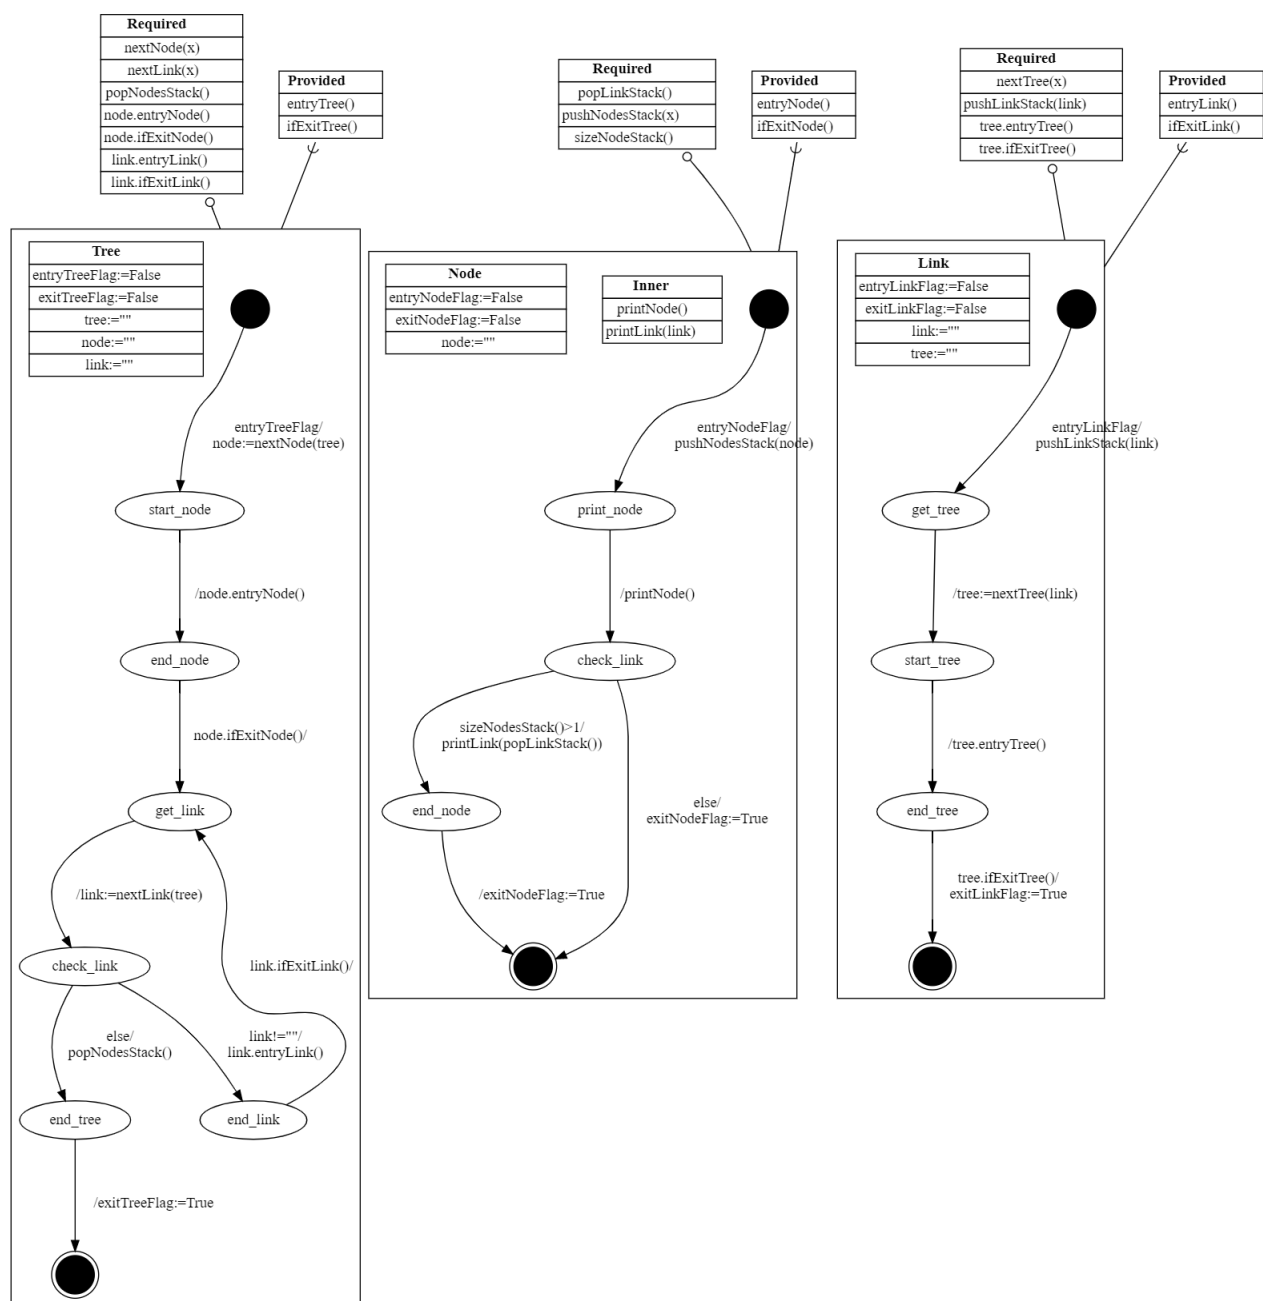 Required
nextNode(x)
nextLink(x)
popNodesStack()
node.entryNode()
node.ifExitNode()
link.entryLink()
link.ifExitLink()
Provided
entryTree()
ifExitTree()
Tree
entryTreeFlag:=False
exitTreeFlag:=False
tree:=""
node:=""
link:=""
entryTreeFlag/
node:=nextNode(tree)
start_node
/node.entryNode()
end_node
node.ifExitNode()/
get_link
/link:=nextLink(tree)
link.ifExitLink()/
check_link
else/
popNodesStack()
link!=""/
link.entryLink()
end_tree
end_link
/exitTreeFlag:=True
Required
popLinkStack()
pushNodesStack(x)
sizeNodeStack()
Provided
entryNode()
ifExitNode()
Node
entryNodeFlag:=False
exitNodeFlag:=False
node:=""
Inner
printNode()
printLink(link)
entryNodeFlag/
pushNodesStack(node)
print_node
/printNode()
check_link
sizeNodesStack()>1/
printLink(popLinkStack())
end_node
else/
exitNodeFlag:=True
/exitNodeFlag:=True
Required
nextTree(x)
pushLinkStack(link)
tree.entryTree()
tree.ifExitTree()
Provided
entryLink()
ifExitLink()
Link
entryLinkFlag:=False
exitLinkFlag:=False
link:=""
tree:=""
entryLinkFlag/
pushLinkStack(link)
get_tree
/tree:=nextTree(link)
start_tree
/tree.entryTree()
end_tree
tree.ifExitTree()/
exitLinkFlag:=True